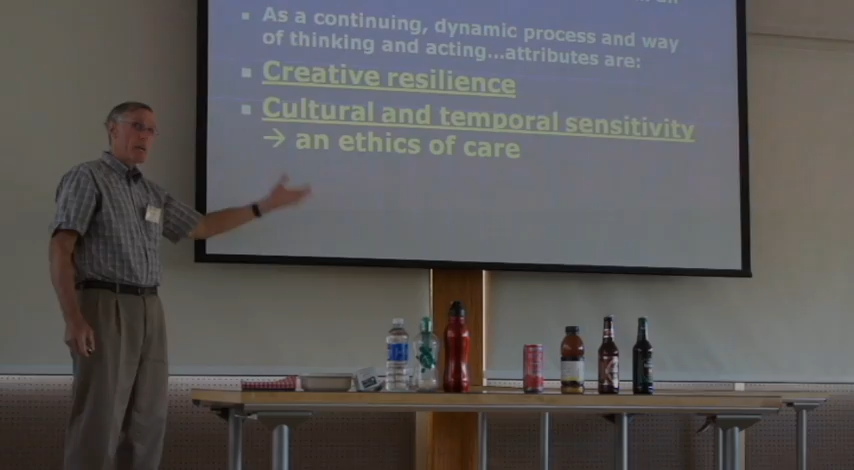 As a continuing, dynamic process and way
of thinking and acting...attributes are:
Creative resilience
Cultural and temporal sensitivity
→ an ethics of care